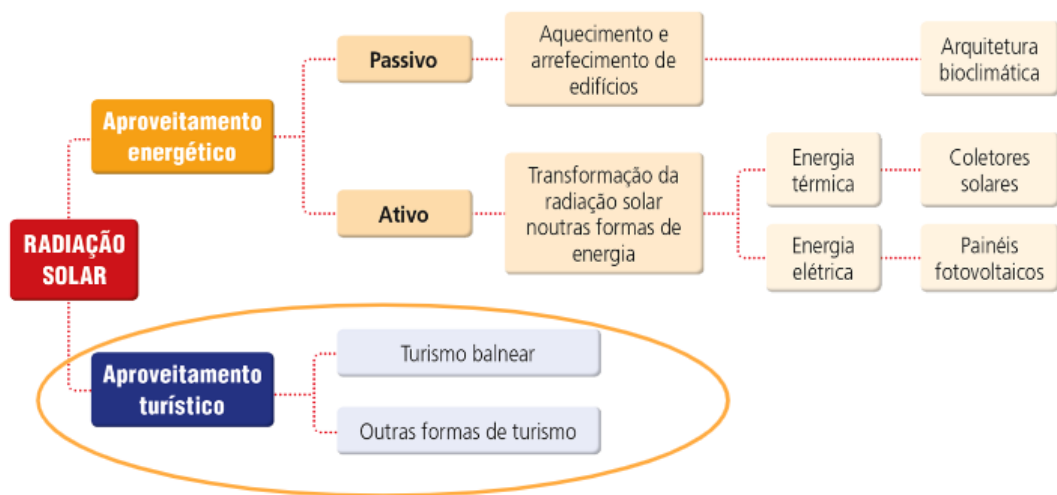 RADIAÇÃO
SOLAR
Aproveitamento
energético
Passivo
Aquecimento e
arrefecimento de
edifícios
Arquitetura
bioclimática
Ativo
Transformação da
radiação solar
noutras formas de
energia
Energia
térmica
Coletores
solares
Energia
elétrica
Painéis
fotovoltaicos
Aproveitamento
turístico
Turismo balnear
Outras formas de turismo